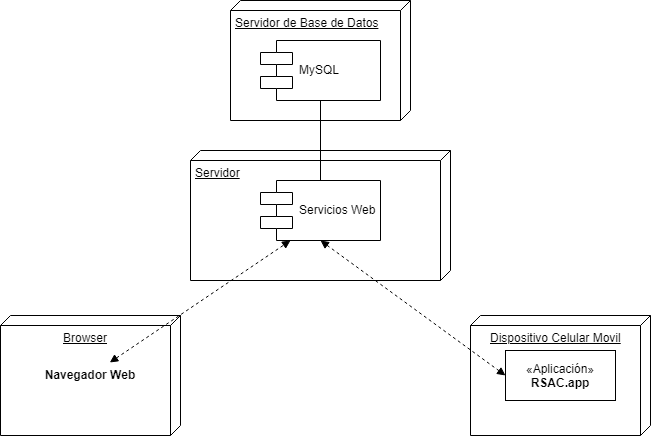 Servidor de Base de Datos
MySQL
Servidor
Servicios Web
Browser
Navegador Web
Dispositivo Celular Movil
«Aplicación»
RSAC.app